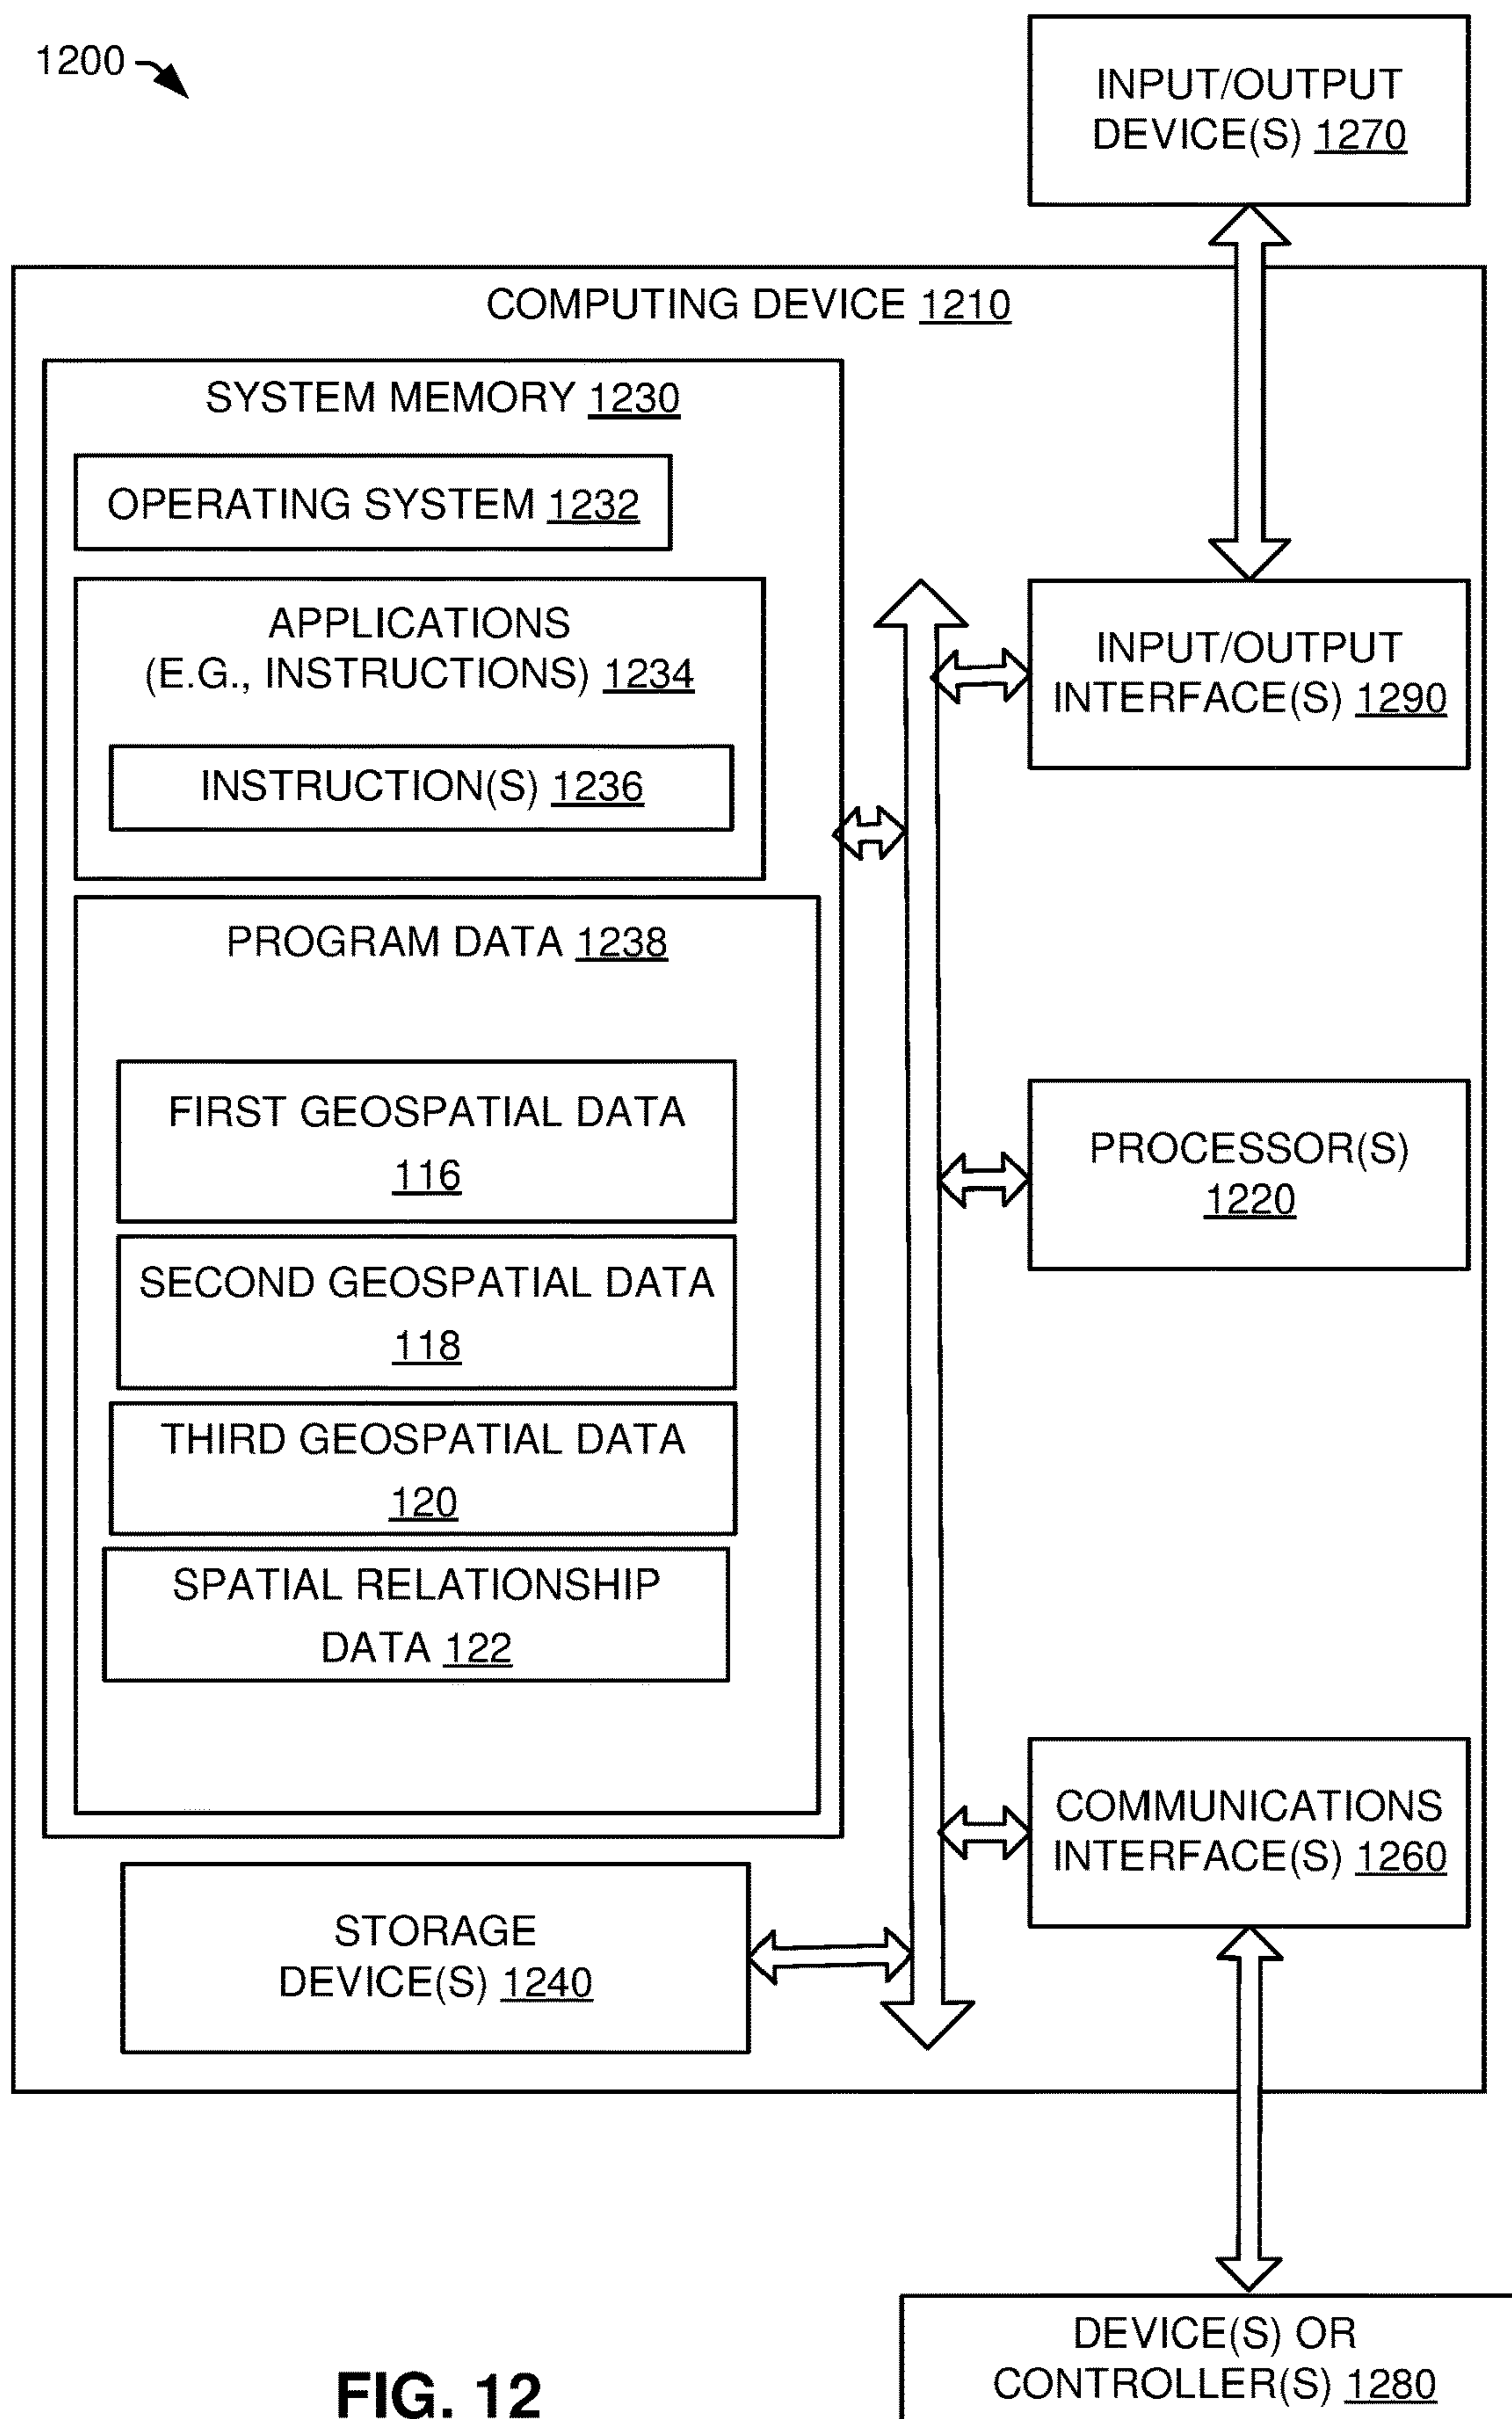 1200
INPUT/OUTPUT
DEVICE(S) 1270
COMPUTING DEVICE 1210
SYSTEM MEMORY 1230
OPERATING SYSTEM 1232
APPLICATIONS
(E.G., INSTRUCTIONS) 1234
INSTRUCTION(S) 1236
PROGRAM DATA 1238
FIRST GEOSPATIAL DATA
116
SECOND GEOSPATIAL DATA
118
THIRD GEOSPATIAL DATA
120
SPATIAL RELATIONSHIP
DATA 122
STORAGE
DEVICE(S) 1240
INPUT/OUTPUT
INTERFACE(S) 1290
PROCESSOR(S)
1220
COMMUNICATIONS
INTERFACE(S) 1260
DEVICE(S) OR
CONTROLLER(S) 1280
FIG. 12